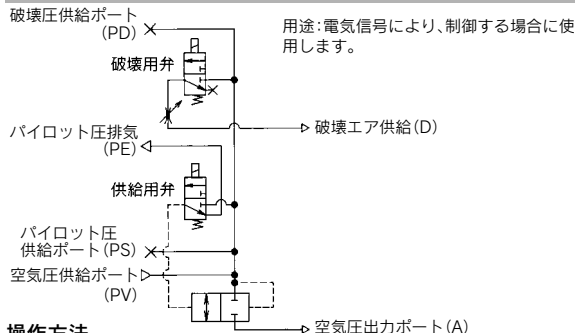 破壊圧供給ポート
(PD)
用途:電気信号により、制御する場合に使
用します。
破壊用弁
破壊エア供給(D)
パイロット圧排気
(PE)
供給用弁
パイロット圧
供給ポート(PS)
空気圧供給ポート
(PV)
空気圧出力ポート(A)
操作方法